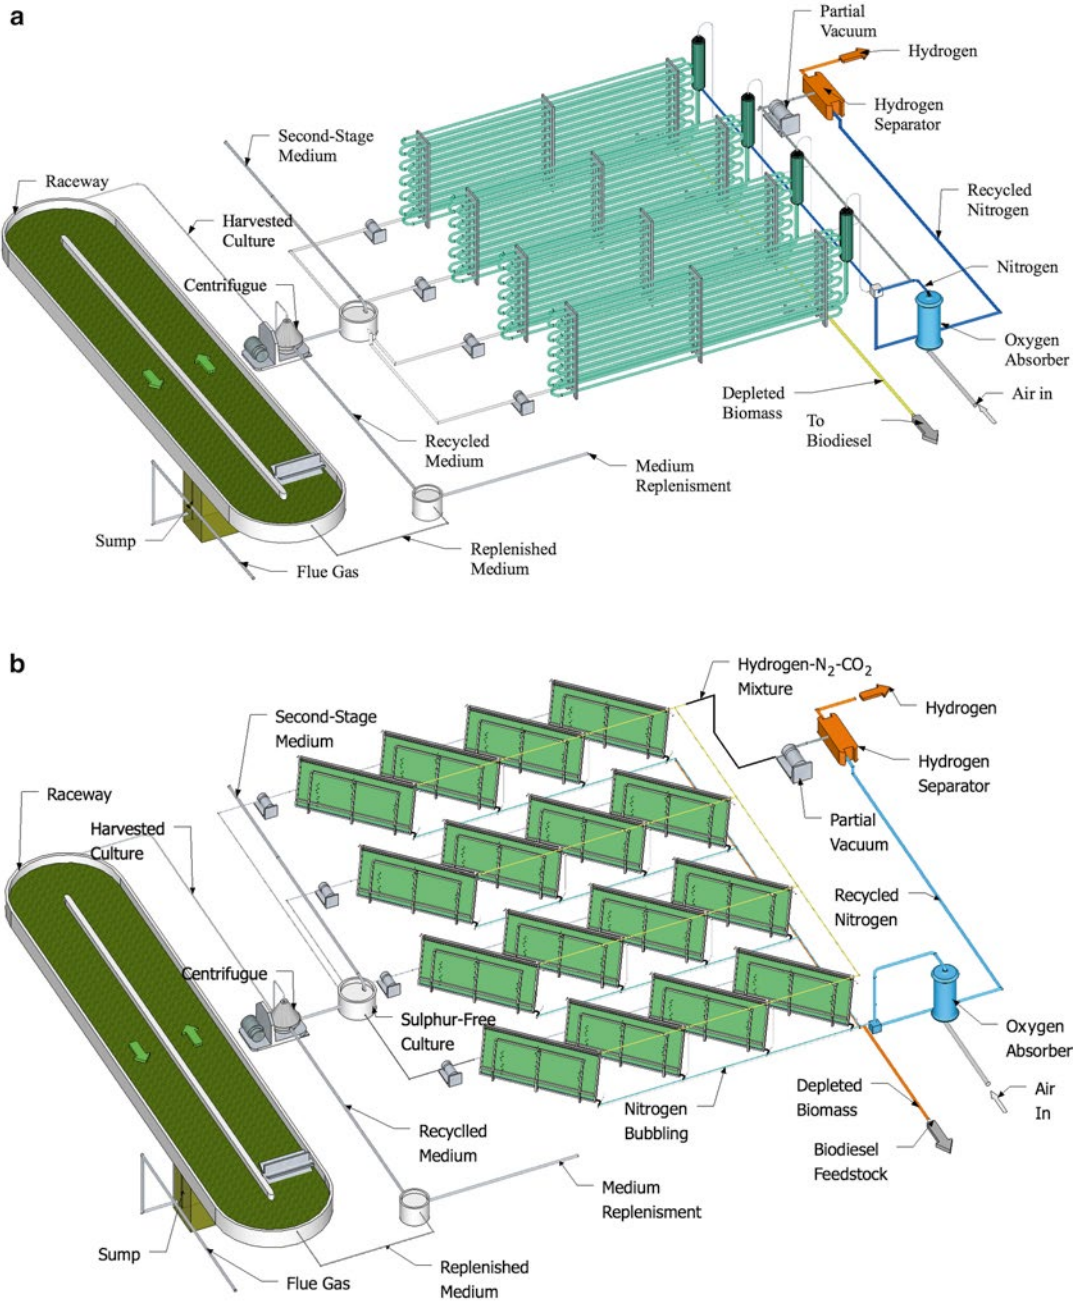 a
Partial
Vacuum
Hydrogen
Hydrogen
Separator
Second-Stage
Medium
Raceway
Harvested
Culture
Recycled
Nitrogen
Centrifugue
Nitrogen
Oxygen
Absorber
Depleted
Biomass
Air in
To
Biodiesel
Recycled
Medium
Medium
Replenisment
Sump
Replenished
Medium
Flue Gas
b
Hydrogen-N2-CO2
Mixture
Second-Stage
Medium
Hydrogen
Hydrogen
Separator
Raceway
Harvested
Culture
Partial
Vacuum
Recycled
Nitrogen
Centrifugue
Sulphur-Free
Culture
Oxygen
Absorber
Nitrogen
Bubbling
Depleted
Biomass
Air
In
Recyclled
Medium
Biodiesel
Feedstock
Medium
Replenisment
Sump
Flue Gas
Replenished
Medium